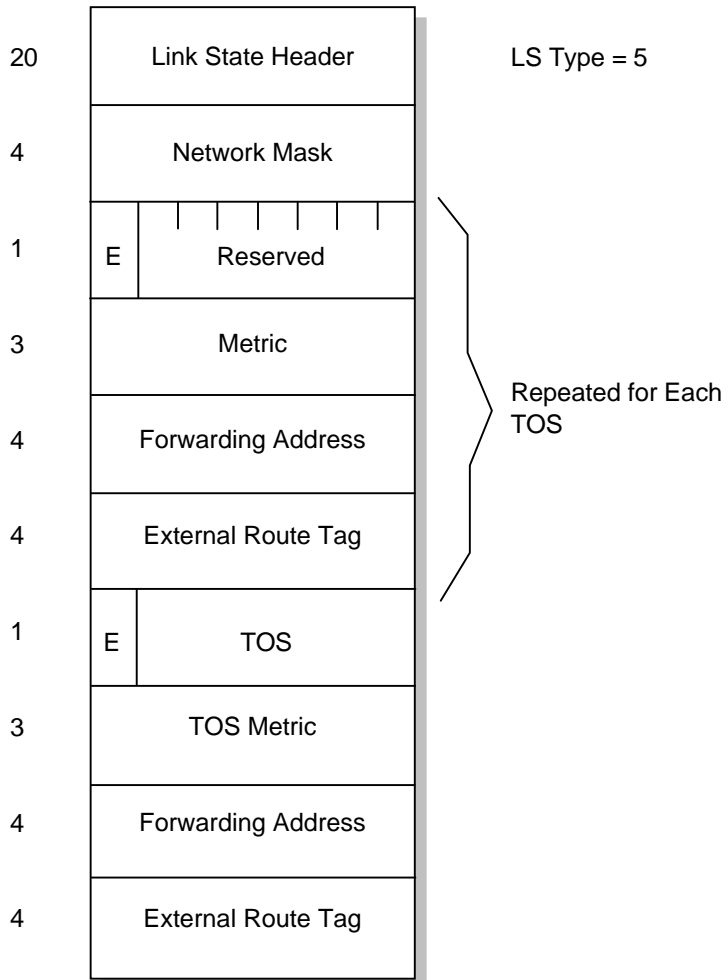 20 Link State Header LS Type = 5
4 Network Mask
1 E Reserved
3 Metric
4 Forwarding Address
Repeated for Each
TOS
4 External Route Tag
1 E TOS
3 TOS Metric
4 Forwarding Address
4 External Route Tag